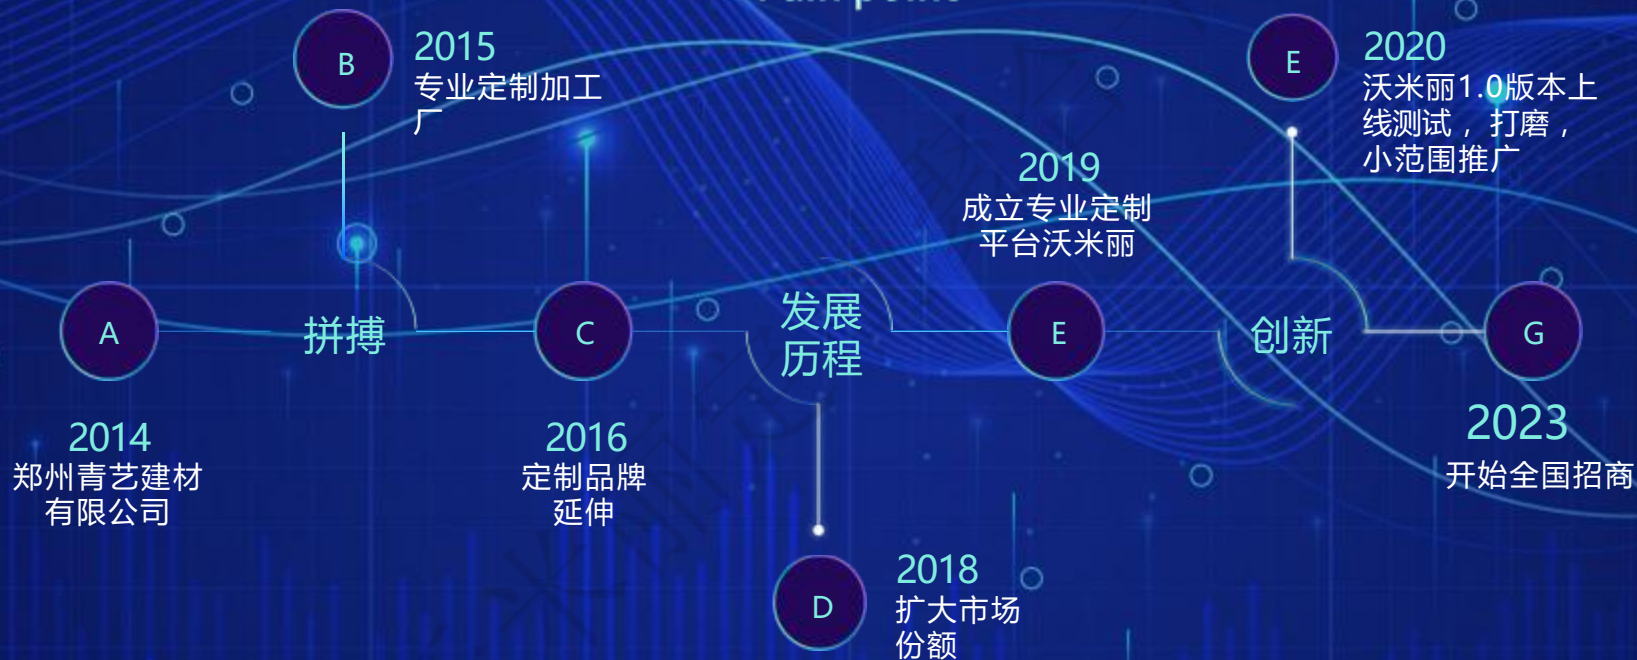 B
2015
专业定制加工
厂
E
2020
沃米丽1.0版本上
线测试，打磨，
小范围推广
2019
成立专业定制
平台沃米丽
A
拼搏
C
发展
历程
E
创新
G
2014
郑州青艺建材
有限公司
2016
定制品牌
延伸
2023
开始全国招商
D
2018
扩大市场
份额